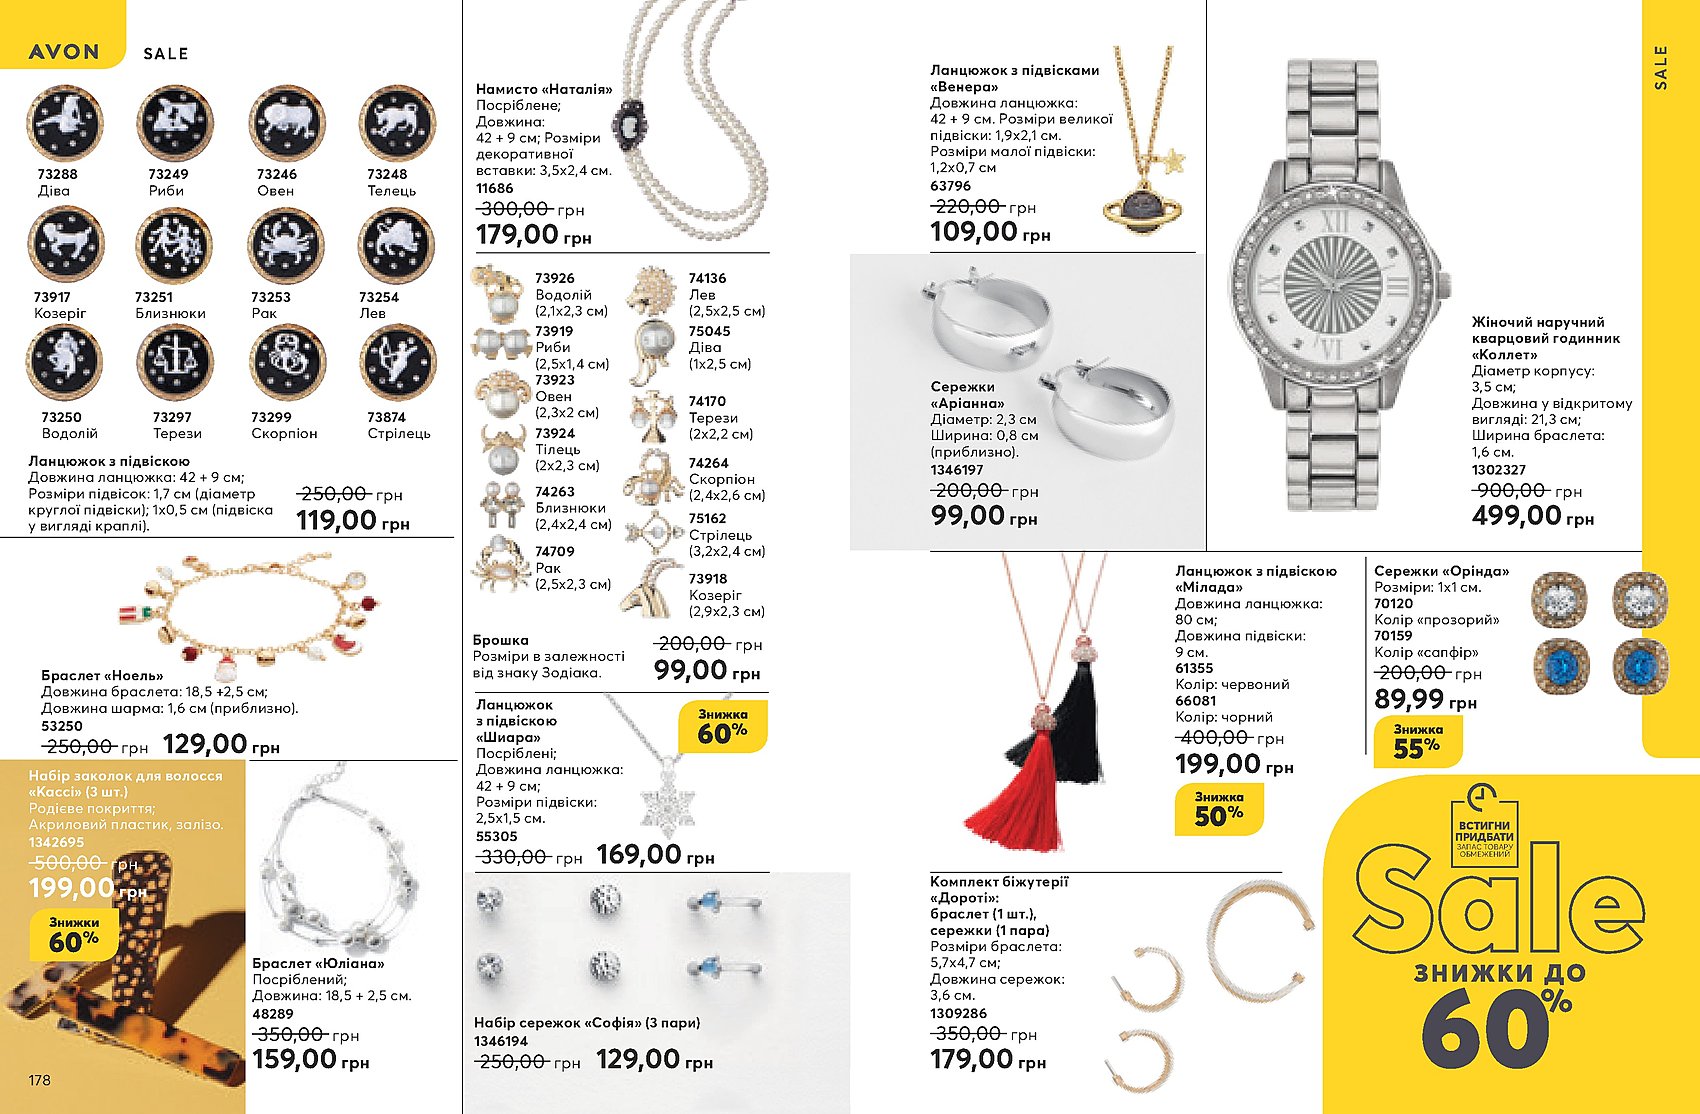 AVON
SALE
73288
Діва
73249
Риби
73246
Овен
73248
Телець
73917
Козеріг
73251
Близнюки
73253
Рак
73254
Лев
73250
Водолій
73297
Терези
73299
Скорпіон
73874
Стрілець
Ланцюжок з підвіскою
Довжина ланцюжка: 42 + 9 см;
Розміри підвісок: 1,7 см (діаметр
круглої підвіски); 1х0,5 см (підвіска
у вигляді краплі).
250,00 грн
119,00 грн
Браслет «Ноель»
Довжина браслета: 18,5 +2,5 см;
Довжина шарма: 1,6 см (приблизно).
53250
250,00 грн 129,00 грн
Набір заколок для волосся
«Кассі» (3 шт.)
Родієве покриття;
Акриловий пластик, залізо.
1342695
500,00 грн
199,00 грн
Знижки
60%
178
Браслет «Юліана»
Посріблений;
Довжина: 18,5 + 2,5 см.
48289
350,00 грн
159,00 грн
Намисто «Наталія»
Посріблене;
Довжина:
42 + 9 см; Розміри
декоративної
вставки: 3,5х2,4 см.
11686
300,00 грн
179,00 грн
73926
Водолій
(2,1х2,3 см)
73919
Риби
(2,5х1,4 см)
73923
Овен
(2,3х2 см)
73924
Тілець
(2х2,3 см)
74263
Близнюки
(2,4х2,4 см)
74709
Рак
(2,5х2,3 см)
74136
Лев
(2,5х2,5 см)
75045
Діва
(1х2,5 см)
74170
Терези
(2х2,2 см)
74264
Скорпіон
(2,4х2,6 см)
75162
Стрілець
(3,2х2,4 см)
73918
Козеріг
(2,9х2,3 см)
Брошка
Розміри в залежності
від знаку Зодіака.
200,00 грн
99,00 грн
Ланцюжок
з підвіскою
«Шиара»
Посріблені;
Довжина ланцюжка:
42 + 9 см;
Розміри підвіски:
2,5х1,5 см.
55305
330,00 грн 169,00 грн
Знижка
60%
Набір сережок «Софія» (3 пари)
1346194
250,00 грн 129,00 грн
Ланцюжок з підвісками
«Венера»
Довжина ланцюжка:
42 + 9 см. Розміри великої
підвіски: 1,9х2,1 см.
Розміри малої підвіски:
1,2х0,7 см
63796
220,00 грн
109,00 грн
Сережки
«Аріанна»
Діаметр: 2,3 см
Ширина: 0,8 см
(приблизно).
1346197
200,00 грн
99,00 грн
XII
III
VI
IX
Жіночий наручний
кварцовий годинник
«Коллет»
Діаметр корпусу:
3,5 см;
Довжина у відкритому
вигляді: 21,3 см;
Ширина браслета:
1,6 см.
1302327
900,00 грн
499,00 грн
SALE
Ланцюжок з підвіскою
«Мілада»
Довжина ланцюжка:
80 см;
Довжина підвіски:
9 см.
61355
Колір: червоний
66081
Колір: чорний
400,00 грн
199,00 грн
Знижка
50%
Сережки «Орінда»
Розміри: 1х1 см.
70120
Колір «прозорий»
70159
Колір «сапфір»
200,00 грн
89,99 грн
Знижка
55%
Комплект біжутерії
«Дороті»:
браслет (1 шт.),
сережки (1 пара)
Розміри браслета:
5,7х4,7 см;
Довжина сережок:
3,6 см.
1309286
350,00 грн
179,00 грн
ВСТИГНИ
ПРИДБАТИ
ЗАПАС ТОВАРУ
ОБМЕЖЕНИЙ
Sale
ЗНИЖКИ ДО
60%